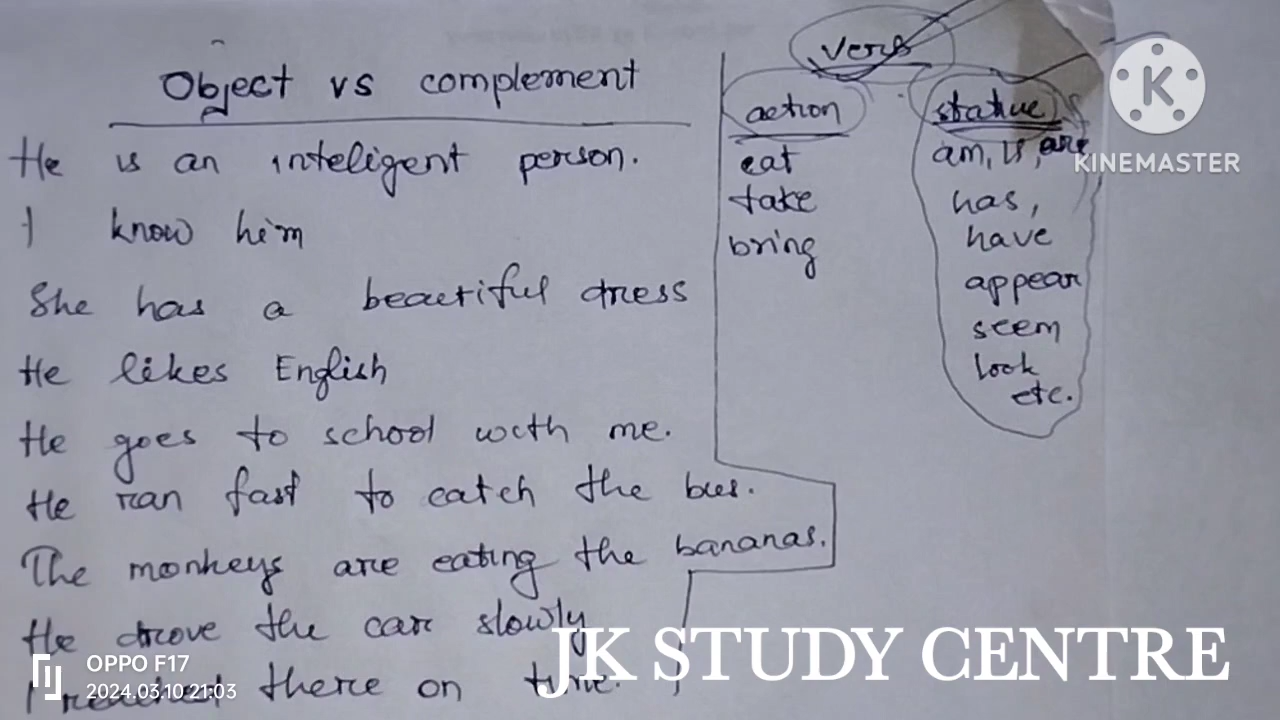 Object vs complement
He is an inteligent person.
I know him
She has a beautiful dress
He likes English
He goes to school with me.
He ran fast to catch the bus.
The monkeys are eating the bananas.
He drove the car slowly
I reached there on time.
verb
action
eat
take
bring
stative
am, is, are
has,
have
appear
seem
look
etc.
KINEMASTER
JK STUDY CENTRE
OPPO F17
2024.03.10 21:03